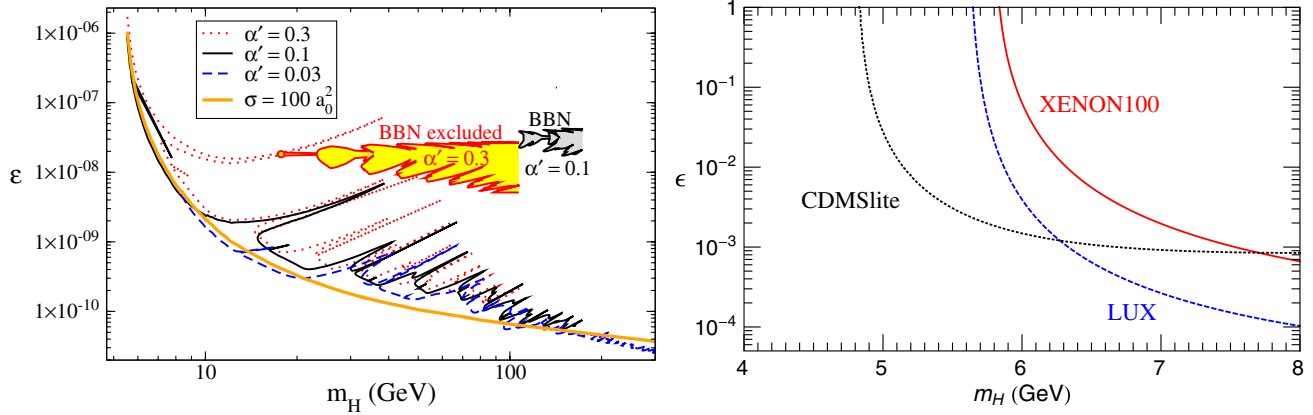 1×10⁻⁰⁶
1×10⁻⁰⁷
1×10⁻⁰⁸
1×10⁻⁰⁹
1×10⁻¹⁰
ε
α′ = 0.3
α′ = 0.1
α′ = 0.03
σ = 100 a₀²
BBN excluded
α′ = 0.3
BBN
α′ = 0.1
10
100
m_H (GeV)
10⁰
10⁻¹
10⁻²
10⁻³
10⁻⁴
ϵ
XENON100
CDMSlite
LUX
4
5
6
7
8
m_H (GeV)